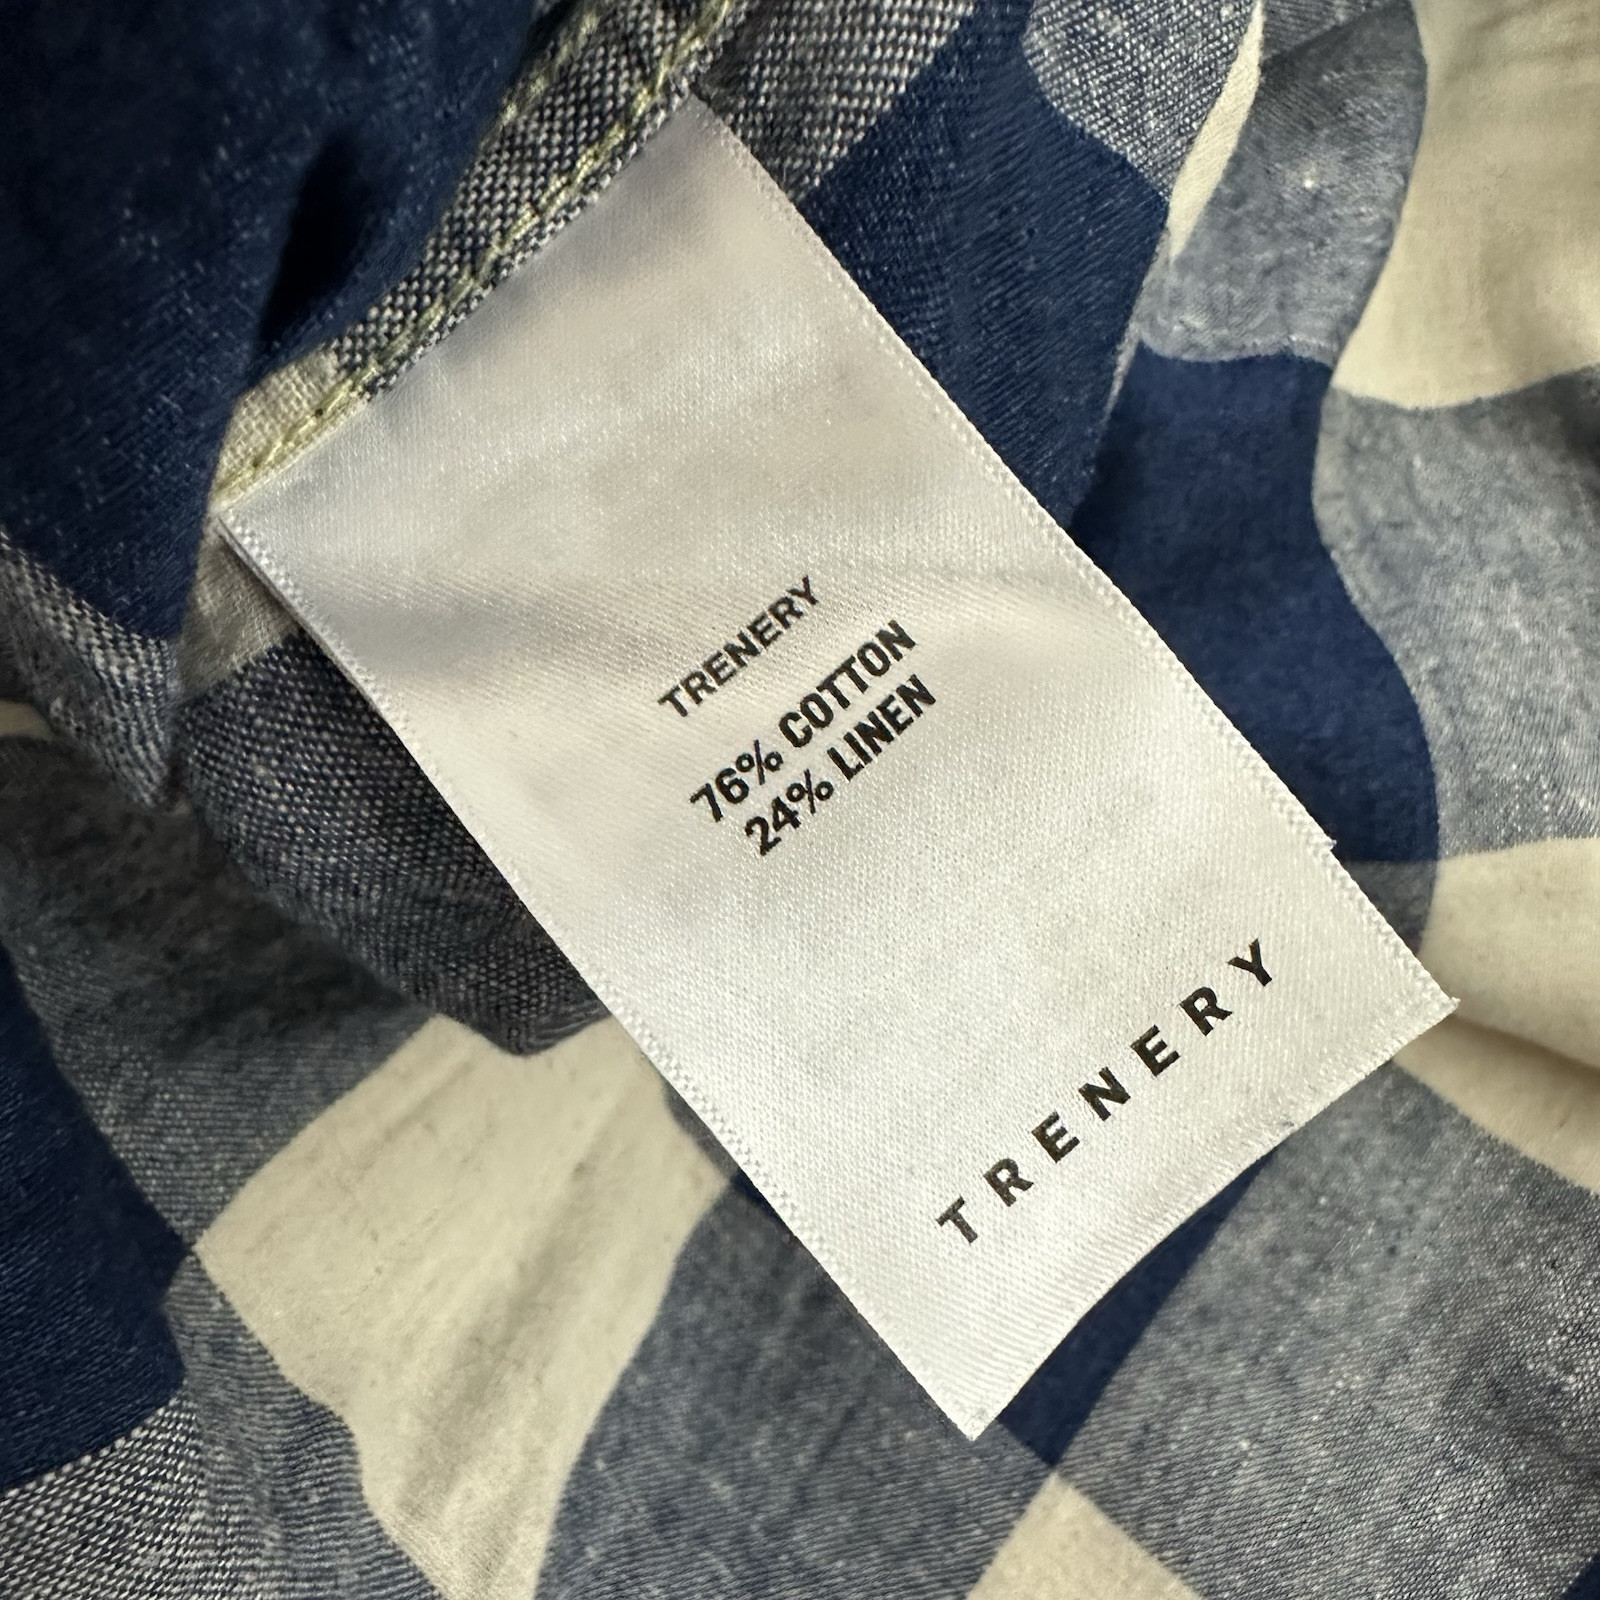 TRENERY
76% COTTON
24% LINEN
TRENERY